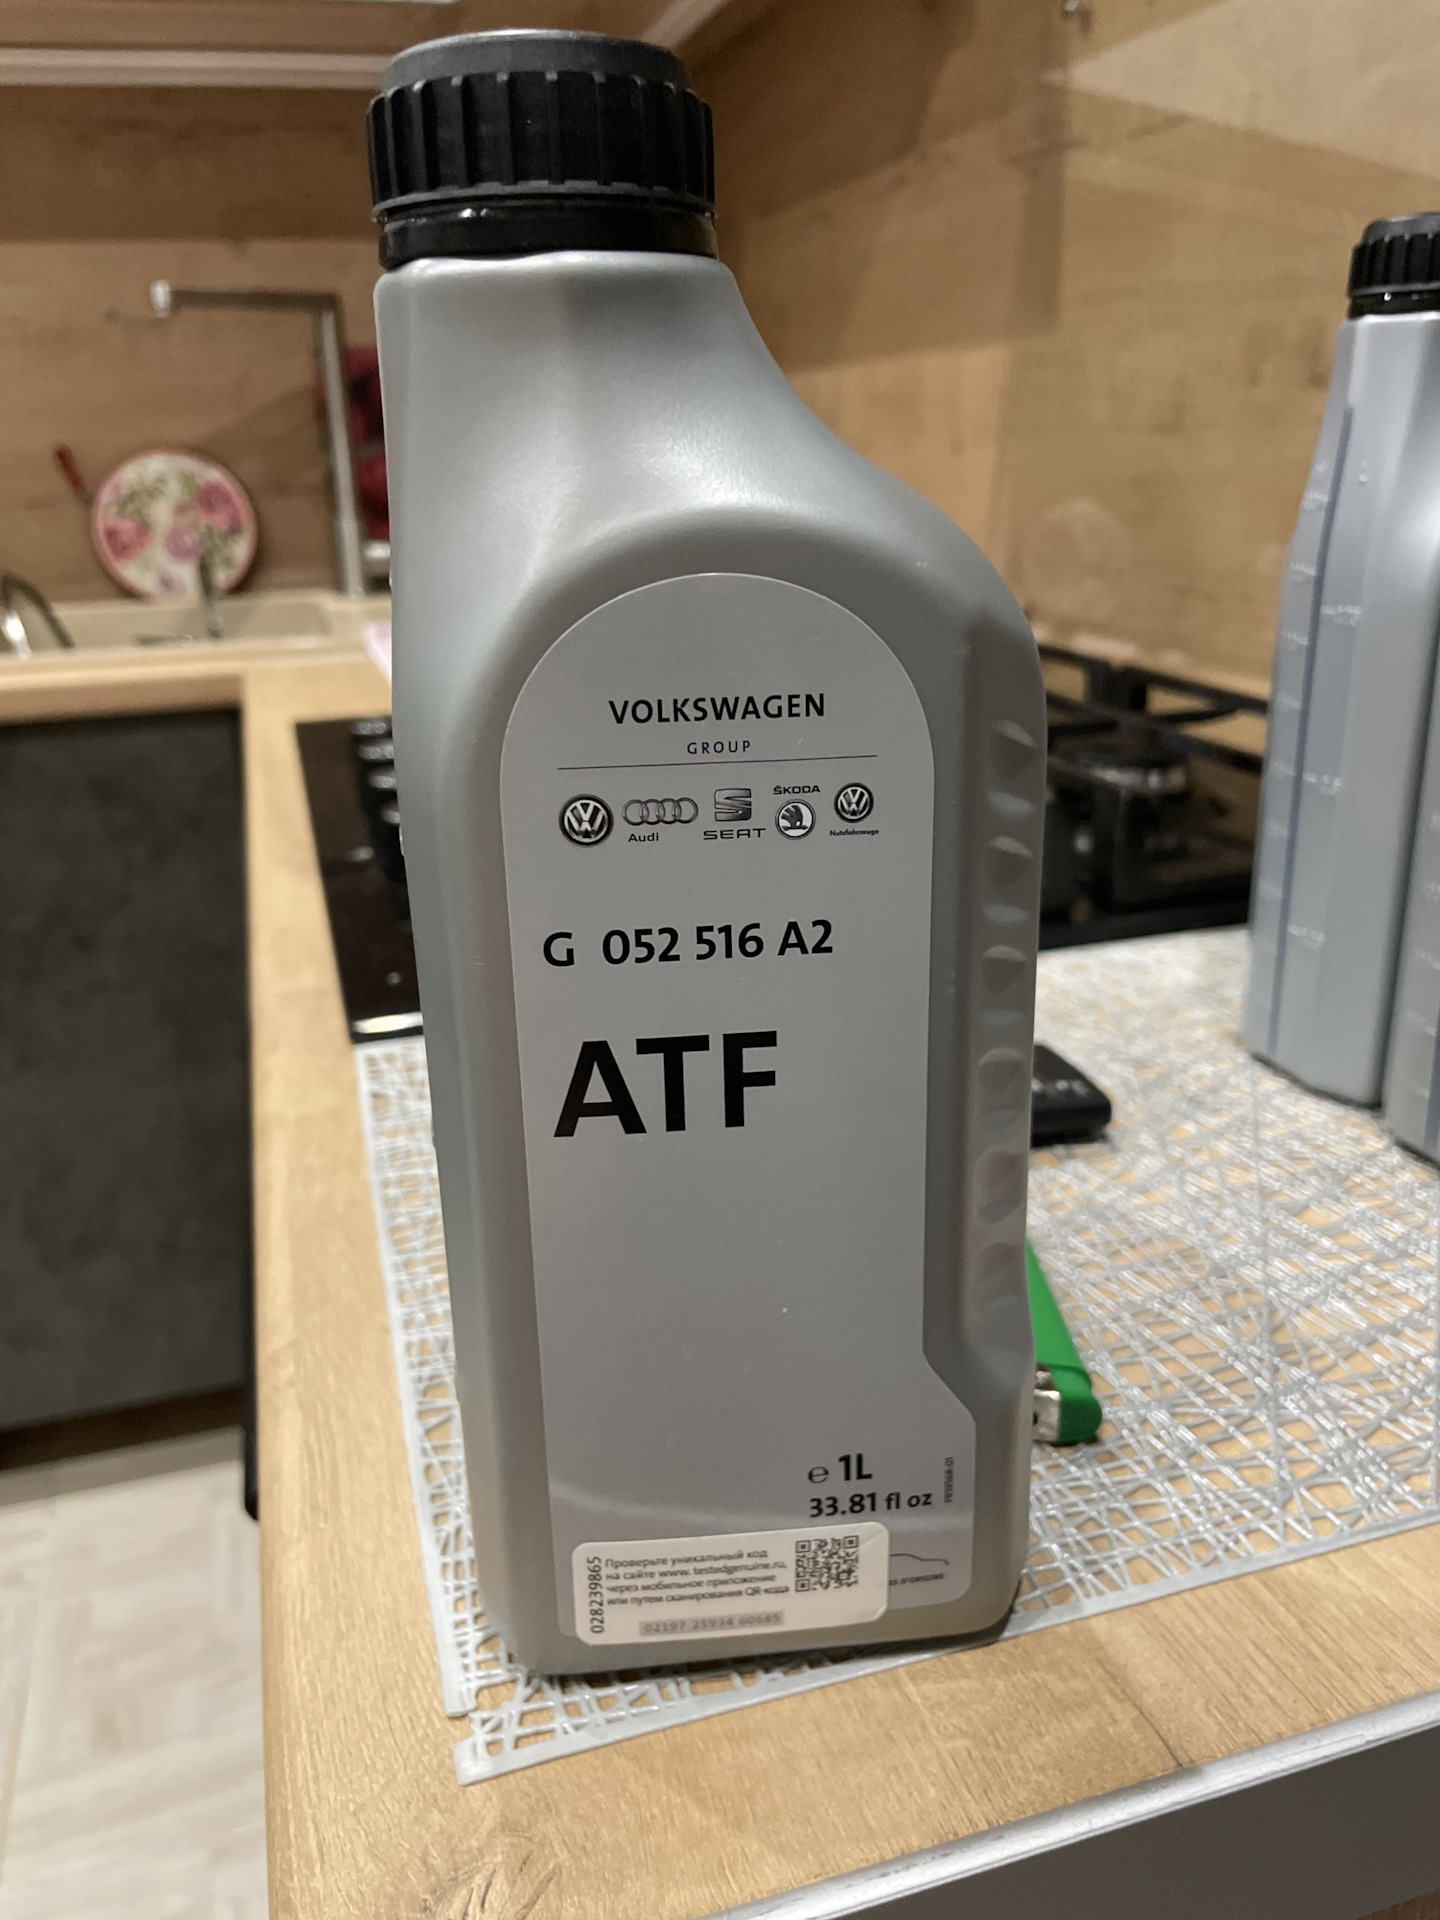 VOLKSWAGEN
GROUP
Audi
SEAT
ŠKODA
Nutzfahrzeuge
G 052 516 A2
ATF
e 1L
33.81 fl oz
028239865
Проверьте уникальный код
на сайте www. testedgenuine.ru,
через мобильное приложение
или путем сканирования QR-кода
02197 25934 60685